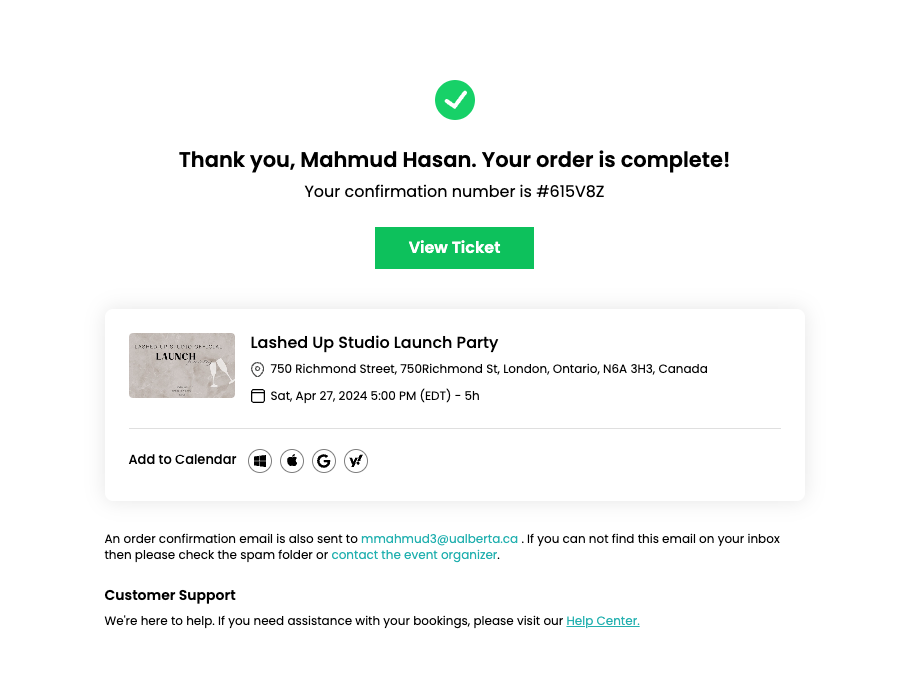 Thank you, Mahmud Hasan. Your order is complete!
Your confirmation number is #615V8Z
View Ticket
LASHED UP STUDIO OFFICIAL
LAUNCH
Lashed Up Studio Launch Party
750 Richmond Street, 750Richmond St, London, Ontario, N6A 3H3, Canada
Sat, Apr 27, 2024 5:00 PM (EDT) - 5h
Add to Calendar
An order confirmation email is also sent to mmahmud3@ualberta.ca . If you can not find this email on your inbox
then please check the spam folder or contact the event organizer.
Customer Support
We're here to help. If you need assistance with your bookings, please visit our Help Center.